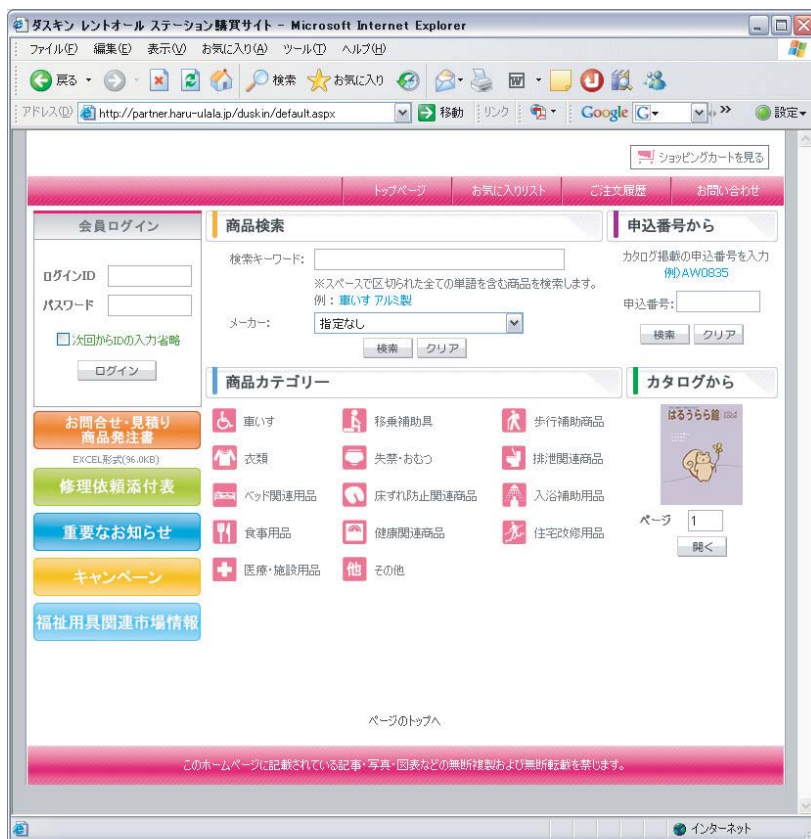 ダスキン レントオール ステーション購買サイト - Microsoft Internet Explorer
ファイル(F) 編集(E) 表示(V) お気に入り(A) ツール(T) ヘルプ(H)
戻る 検索 お気に入り
アドレス(D) http://partner.haru-ulala.jp/duskin/default.aspx 移動 リンク Google G 設定
ショッピングカートを見る
トップページ お気に入りリスト ご注文履歴 お問い合わせ
会員ログイン
ログインID
パスワード
次回からIDの入力省略
ログイン
お問合せ・見積り
商品発注書
EXCEL形式(96.0KB)
修理依頼添付表
重要なお知らせ
キャンペーン
福祉用具関連市場情報
商品検索
検索キーワード:
※スペースで区切られた全ての単語を含む商品を検索します。
例：車いす アルミ製
メーカー: 指定なし
検索 クリア
商品カテゴリー
車いす 移乗補助具 歩行補助商品
衣類 失禁・おむつ 排泄関連商品
ベッド関連用品 床ずれ防止関連商品 入浴補助用品
食事用品 健康関連商品 住宅改修用品
医療・施設用品 他 その他
申込番号から
カタログ掲載の申込番号を入力
例)AW0835
申込番号:
検索 クリア
カタログから
はるうらら館
ページ 1
開く
ページのトップへ
このホームページに記載されている記事・写真・図表などの無断複製および無断転載を禁じます。
インターネット